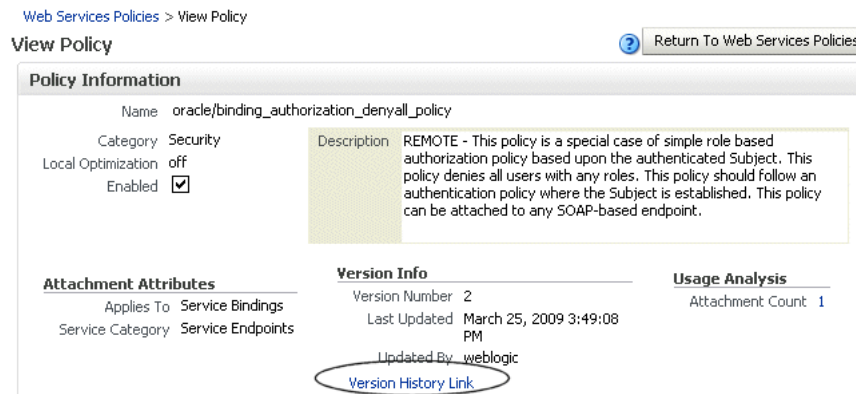 Web Services Policies > View Policy
View Policy
? Return To Web Services Policies
Policy Information
Name oracle/binding_authorization_denyall_policy
Category Security
Local Optimization off
Enabled
Description REMOTE - This policy is a special case of simple role based
authorization policy based upon the authenticated Subject. This
policy denies all users with any roles. This policy should follow an
authentication policy where the Subject is established. This policy
can be attached to any SOAP-based endpoint.
Attachment Attributes
Applies To Service Bindings
Service Category Service Endpoints
Version Info
Version Number 2
Last Updated March 25, 2009 3:49:08
PM
Updated By weblogic
Version History Link
Usage Analysis
Attachment Count 1